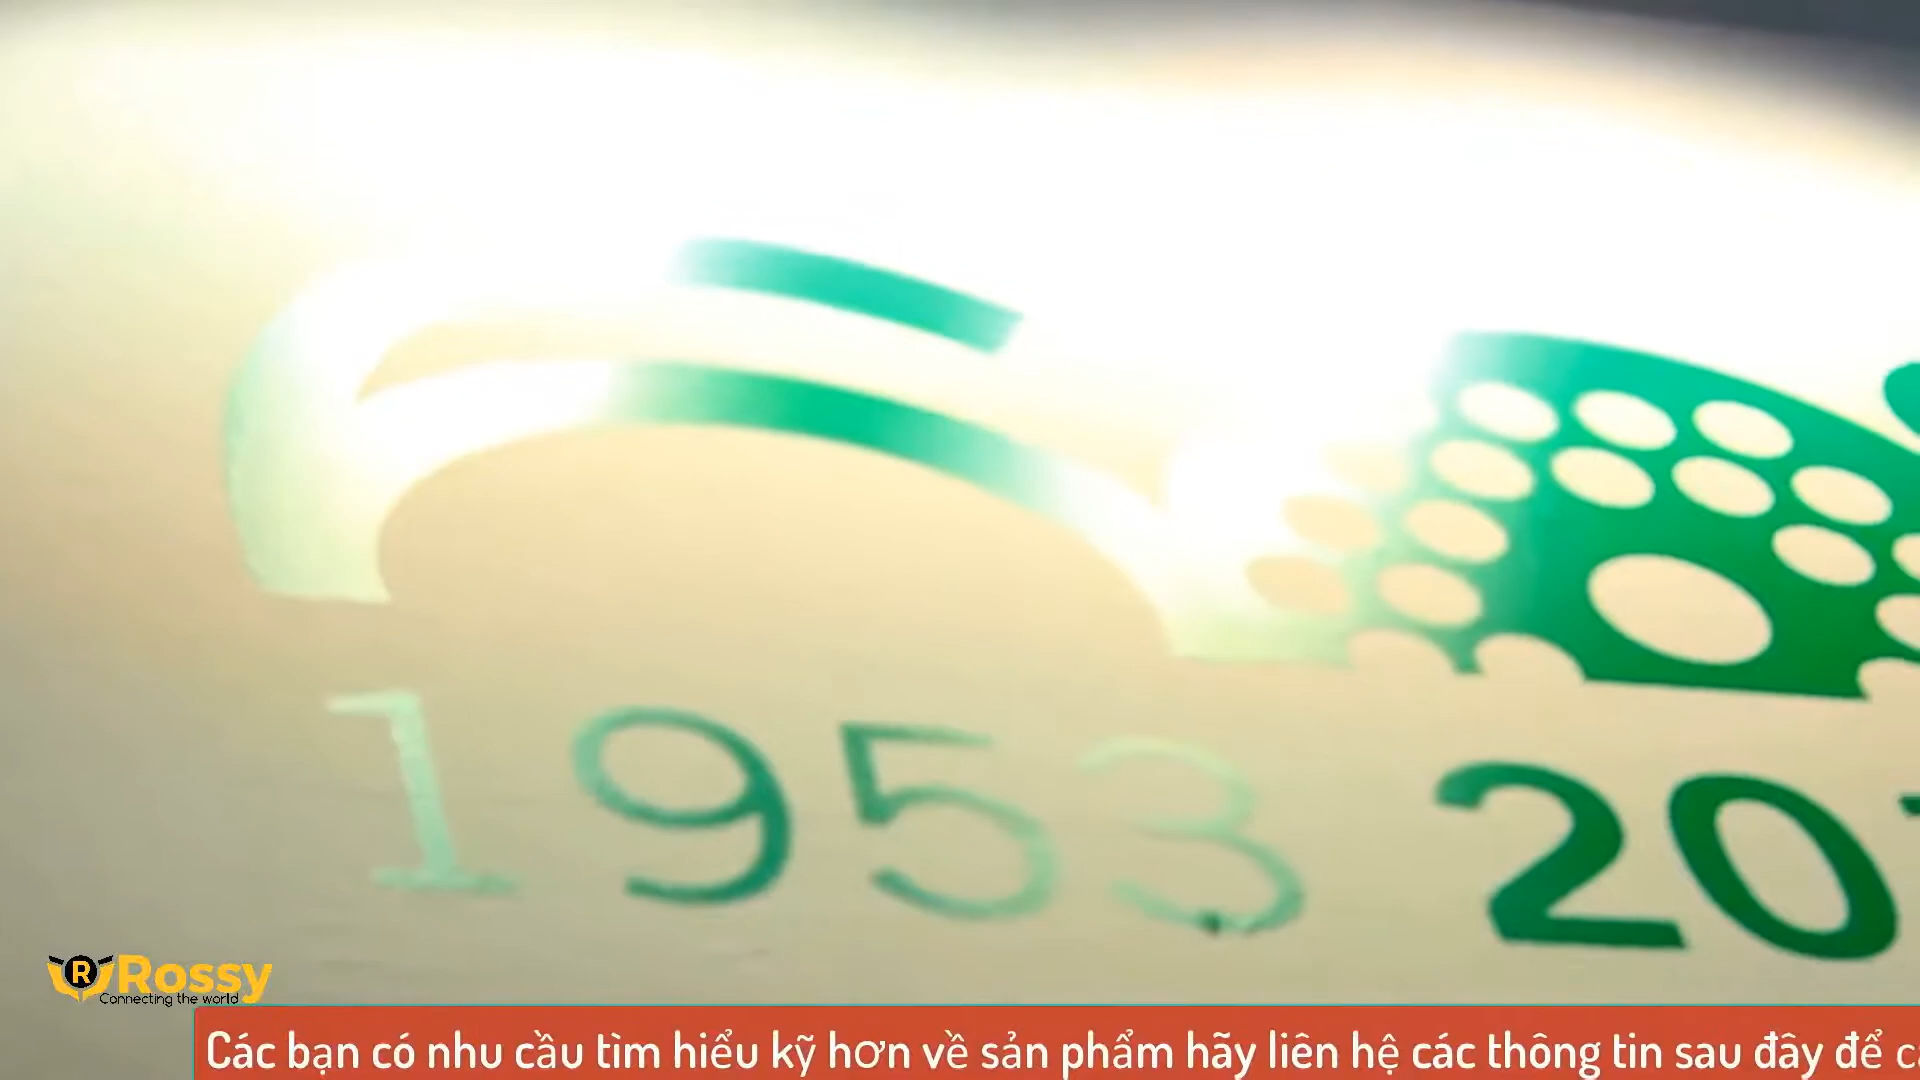 1953 20
Rossy
Connecting the world
Các bạn có nhu cầu tìm hiểu kỹ hơn về sản phẩm hãy liên hệ các thông tin sau đây để